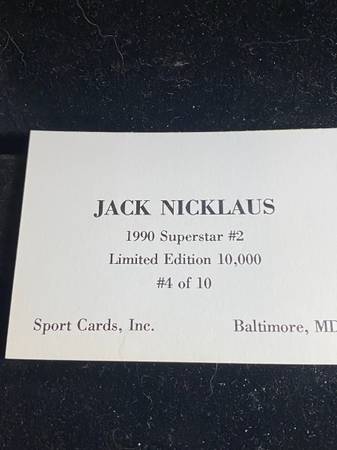 JACK NICKLAUS
1990 Superstar #2
Limited Edition 10,000
#4 of 10
Sport Cards, Inc. Baltimore, MD